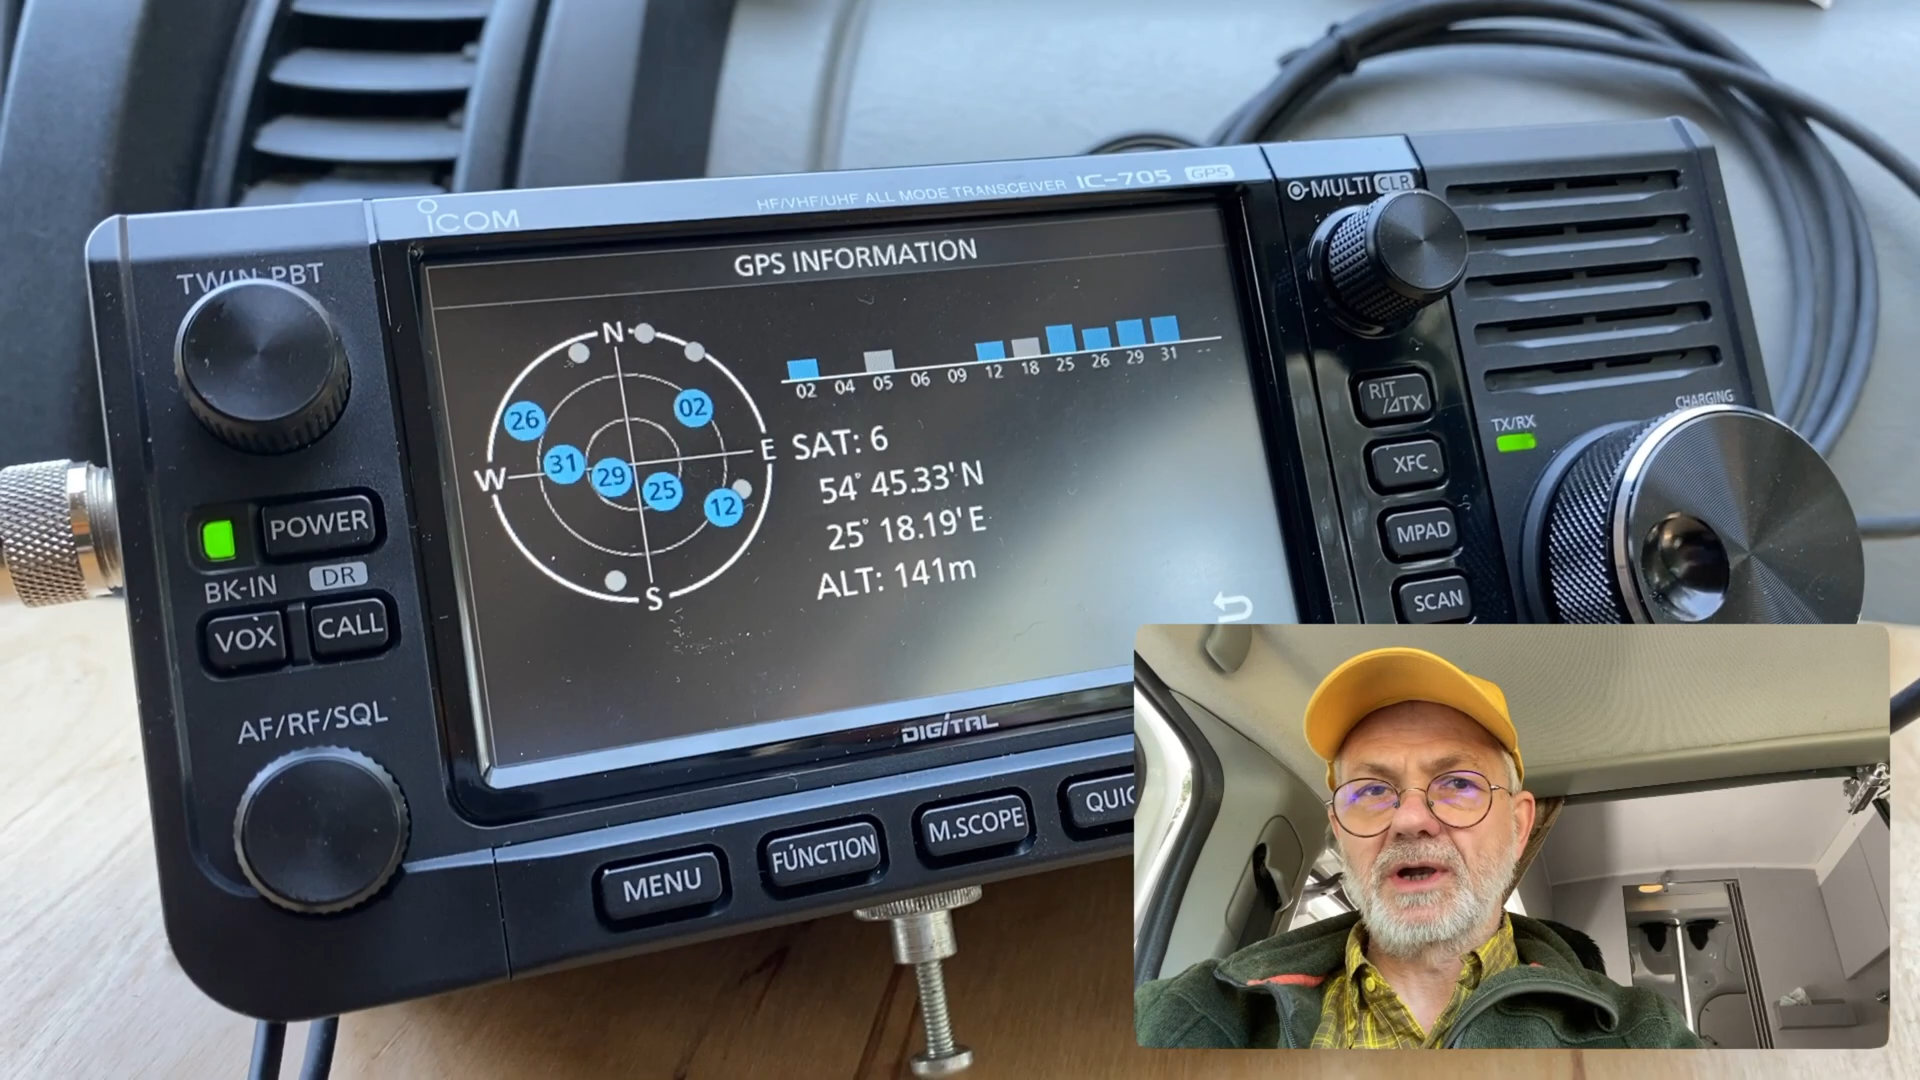 ICOM
HF/VHF/UHF ALL MODE TRANSCEIVER IC-705 GPS
MULTI CLR
TWIN PBT
GPS INFORMATION
N
W
E
S
26
02
31
29
25
12
02 04 05 06 09 12 18 25 26 29 31 --
SAT: 6
54° 45.33' N
25° 18.19' E
ALT: 141m
RIT
/⊿TX
XFC
MPAD
SCAN
TX/RX
CHARGING
POWER
BK-IN
DR
VOX
CALL
AF/RF/SQL
DIGITAL
MENU
FUNCTION
M.SCOPE
QUIC